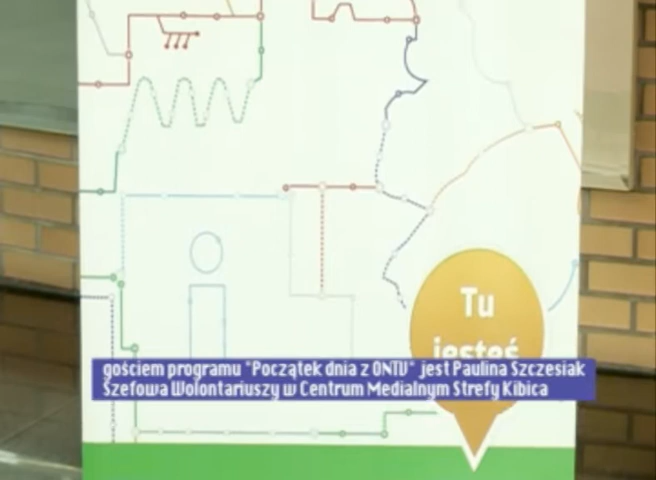 Tu
jesteś
gościem programu "Początek dnia z ONTV" jest Paulina Szczesiak
Szefowa Wolontariuszy w Centrum Medialnym Strefy Kibica